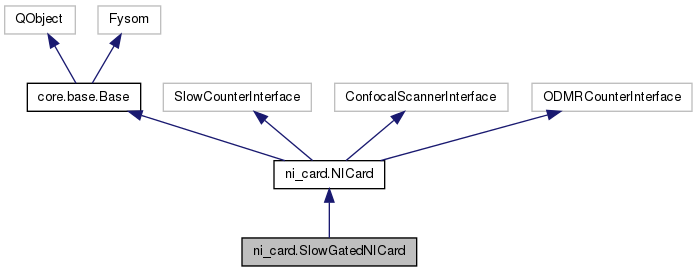 QObject
Fysom
core.base.Base
SlowCounterInterface
ConfocalScannerInterface
ODMRCounterInterface
ni_card.NICard
ni_card.SlowGatedNICard